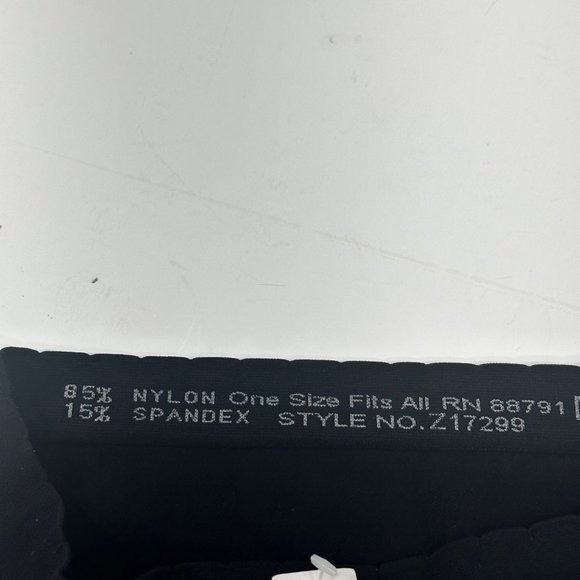 85% NYLON One Size Fits All RN 88791
15% SPANDEX STYLE NO.Z17299